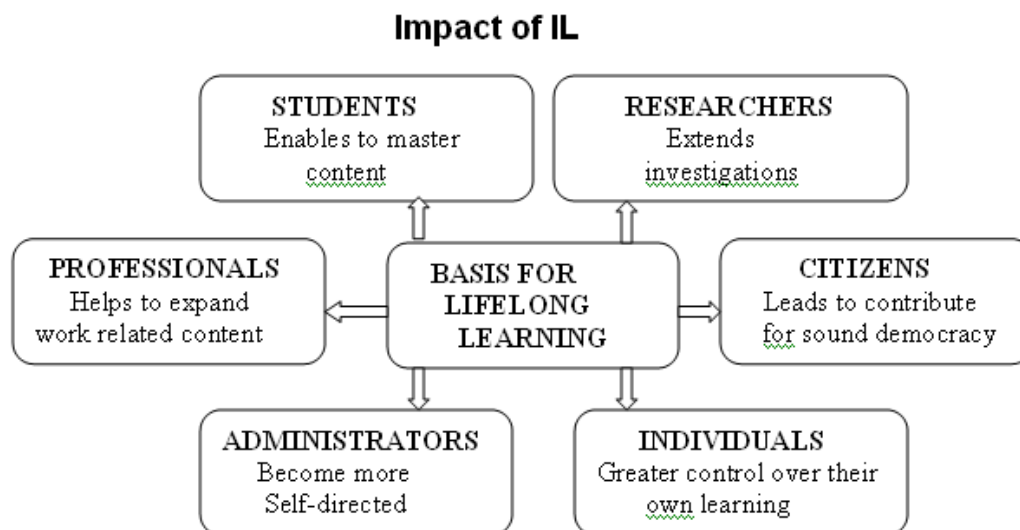 Impact of IL
STUDENTS
Enables to master
content
RESEARCHERS
Extends
investigations
PROFESSIONALS
Helps to expand
work related content
BASIS FOR
LIFELONG
LEARNING
CITIZENS
Leads to contribute
for sound democracy
ADMINISTRATORS
Become more
Self-directed
INDIVIDUALS
Greater control over their
own learning